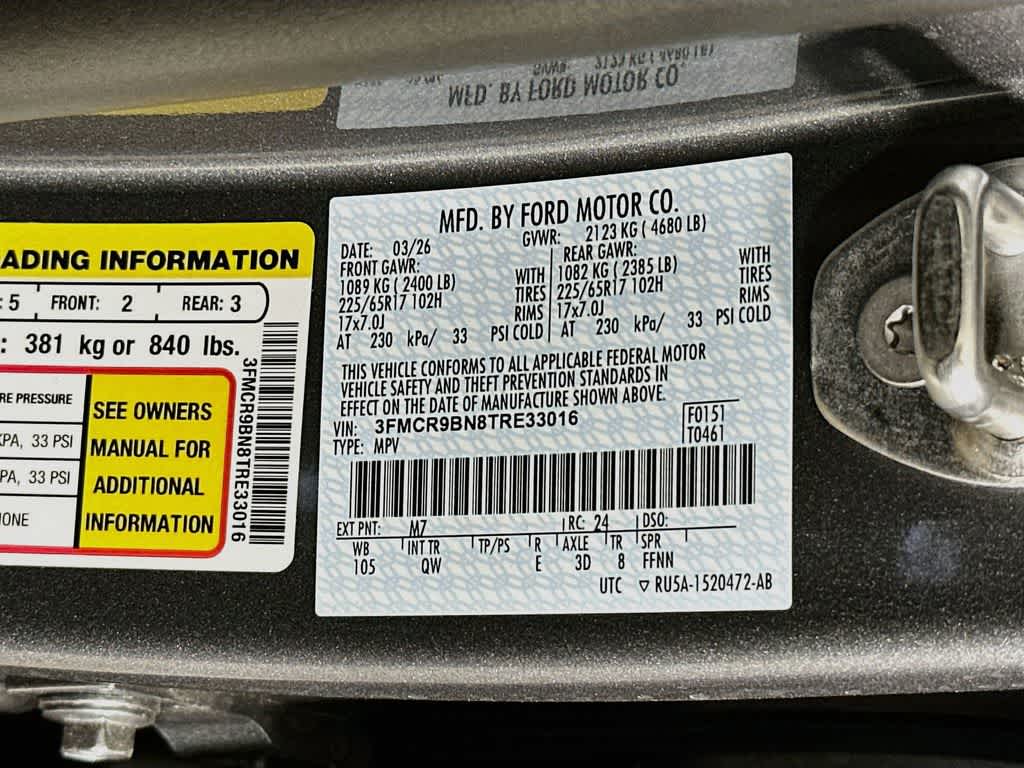 MFD. BY FORD MOTOR CO.
ADING INFORMATION
: 5 FRONT: 2 REAR: 3
: 381 kg or 840 lbs.
RE PRESSURE
KPA, 33 PSI
PA, 33 PSI
ONE
SEE OWNERS
MANUAL FOR
ADDITIONAL
INFORMATION
3FMCR9BN8TRE33016
MFD. BY FORD MOTOR CO.
DATE: 03/26 GVWR: 2123 KG ( 4680 LB)
FRONT GAWR: REAR GAWR:
1089 KG ( 2400 LB) WITH 1082 KG ( 2385 LB) WITH
225/65R17 102H TIRES 225/65R17 102H TIRES
17x7.0J RIMS 17x7.0J RIMS
AT 230 kPa/ 33 PSI COLD AT 230 kPa/ 33 PSI COLD
THIS VEHICLE CONFORMS TO ALL APPLICABLE FEDERAL MOTOR
VEHICLE SAFETY AND THEFT PREVENTION STANDARDS IN
EFFECT ON THE DATE OF MANUFACTURE SHOWN ABOVE.
VIN: 3FMCR9BN8TRE33016 F0151
TYPE: MPV T0461
EXT PNT: M7 RC: 24 DSO:
WB INT TR TP/PS R AXLE TR SPR
105 QW E 3D 8 FFNN
UTC ▽ RU5A-1520472-AB